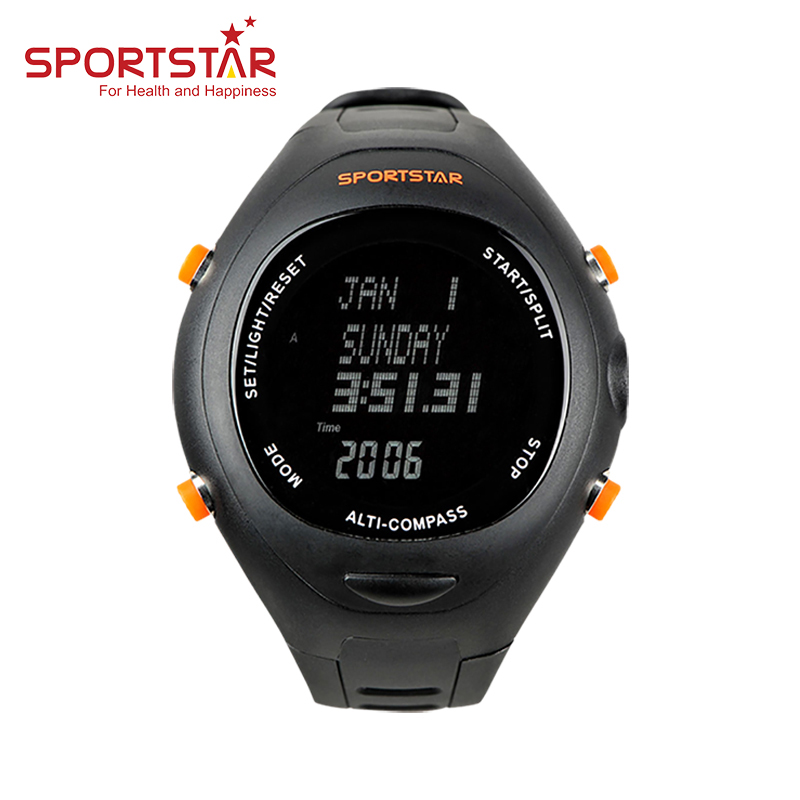 SPORTSTAR
For Health and Happiness
SPORTSTAR
SET/LIGHT/RESET
START/SPLIT
JAN 1
A
SUNDAY
3:51.31
Time
2006
MODE
STOP
ALTI-COMPASS